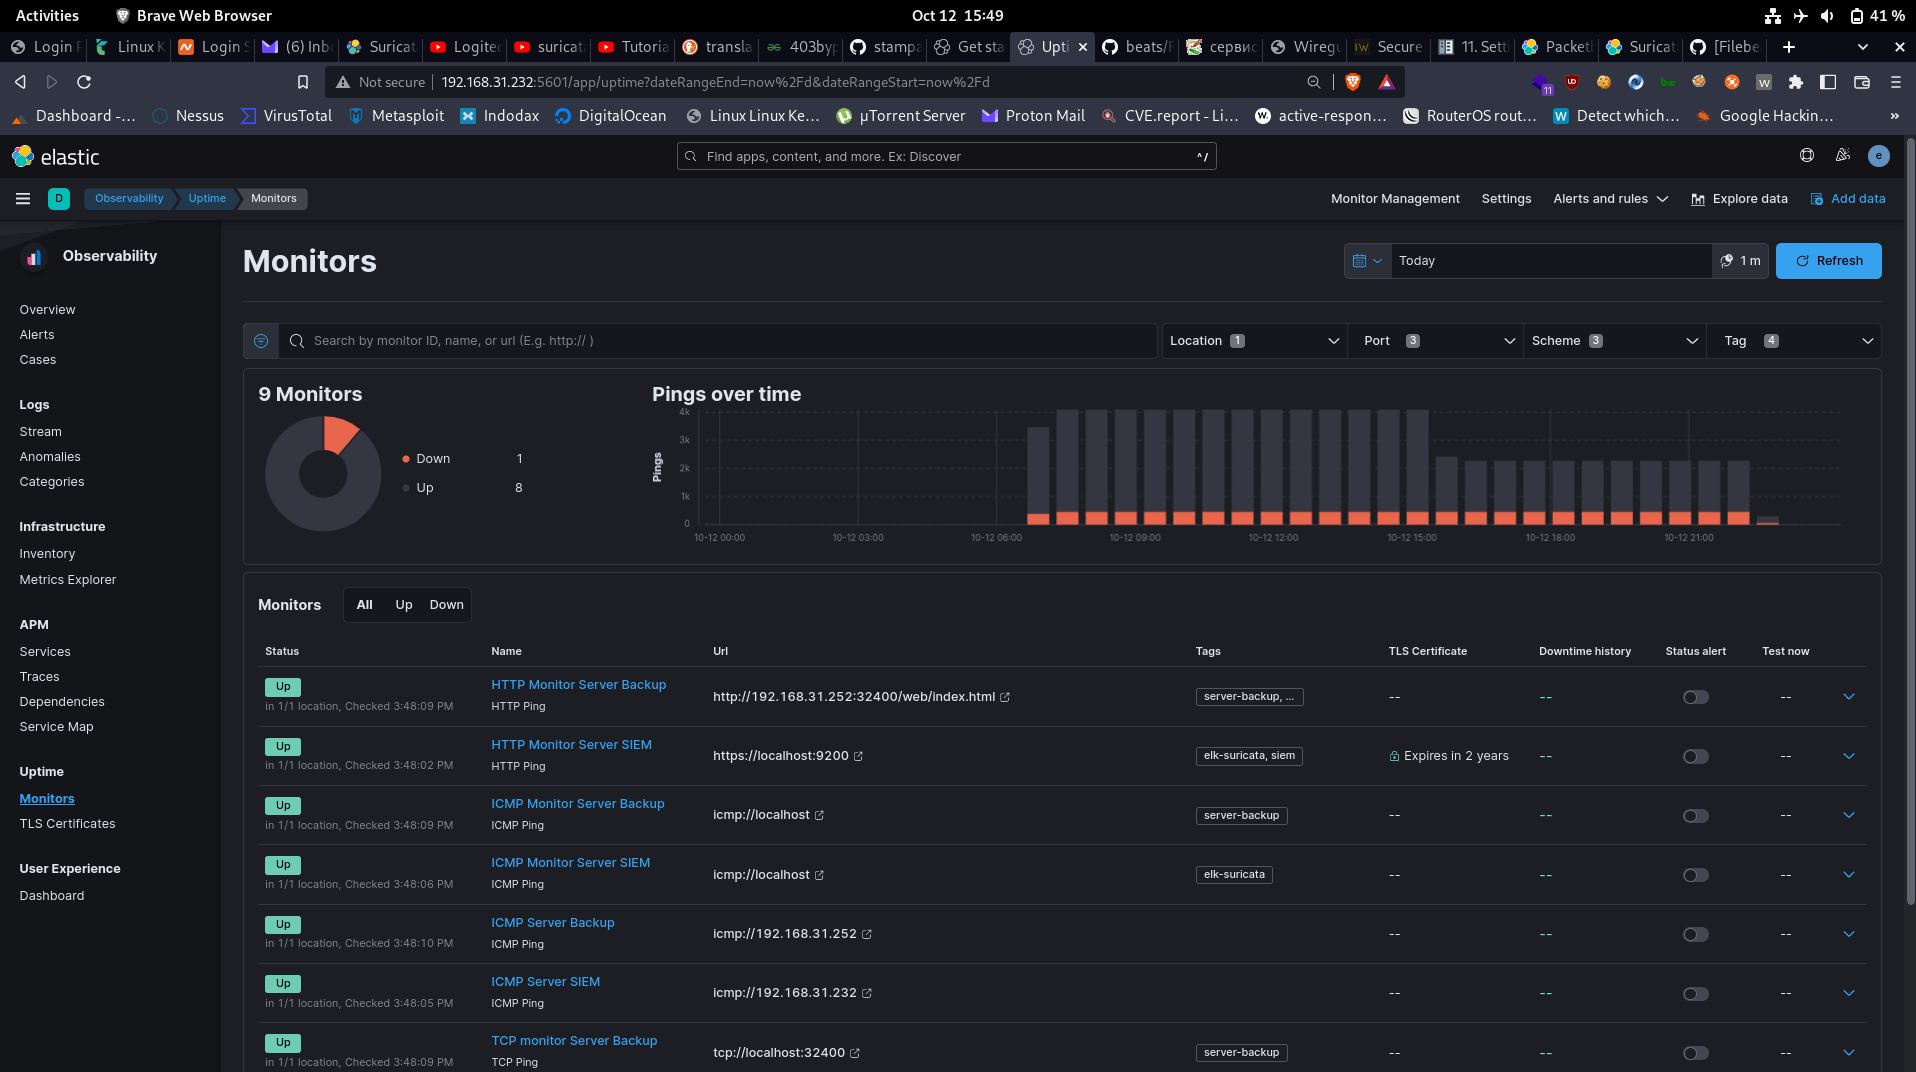 Activities Brave Web Browser Oct 12 15:49 41 %
Login Linux K Login (6) Inb Suricat Logited suricat Tutoria transla 403byp stampa Get sta Upti beats/F сервис Wiregu Secure 11. Setti Packetl Suricat [Filebe
Not secure 192.168.31.232:5601/app/uptime?dateRangeEnd=now%2Fd&dateRangeStart=now%2Fd 11
Dashboard -... Nessus VirusTotal Metasploit Indodax DigitalOcean Linux Linux Ke... µTorrent Server Proton Mail CVE.report - Li... active-respon... RouterOS rout... Detect which... Google Hackin... »
elastic Find apps, content, and more. Ex: Discover ^/ e
D Observability Uptime Monitors Monitor Management Settings Alerts and rules Explore data Add data
Observability
Overview
Alerts
Cases
Logs
Stream
Anomalies
Categories
Infrastructure
Inventory
Metrics Explorer
APM
Services
Traces
Dependencies
Service Map
Uptime
Monitors
TLS Certificates
User Experience
Dashboard
Monitors Today 1 m Refresh
Search by monitor ID, name, or url (E.g. http:// ) Location 1 Port 3 Scheme 3 Tag 4
9 Monitors
Down 1
Up 8
Pings over time
Pings
4k
3k
2k
1k
0
10-12 00:00 10-12 03:00 10-12 06:00 10-12 09:00 10-12 12:00 10-12 15:00 10-12 18:00 10-12 21:00
Monitors All Up Down
Status Name Url Tags TLS Certificate Downtime history Status alert Test now
Up HTTP Monitor Server Backup http://192.168.31.252:32400/web/index.html server-backup, ... -- -- --
in 1/1 location, Checked 3:48:09 PM HTTP Ping
Up HTTP Monitor Server SIEM https://localhost:9200 elk-suricata, siem Expires in 2 years -- --
in 1/1 location, Checked 3:48:02 PM HTTP Ping
Up ICMP Monitor Server Backup icmp://localhost server-backup -- -- --
in 1/1 location, Checked 3:48:09 PM ICMP Ping
Up ICMP Monitor Server SIEM icmp://localhost elk-suricata -- -- --
in 1/1 location, Checked 3:48:06 PM ICMP Ping
Up ICMP Server Backup icmp://192.168.31.252 -- -- --
in 1/1 location, Checked 3:48:10 PM ICMP Ping
Up ICMP Server SIEM icmp://192.168.31.232 -- -- --
in 1/1 location, Checked 3:48:05 PM ICMP Ping
Up TCP monitor Server Backup tcp://localhost:32400 server-backup -- -- --
in 1/1 location, Checked 3:48:09 PM TCP Ping